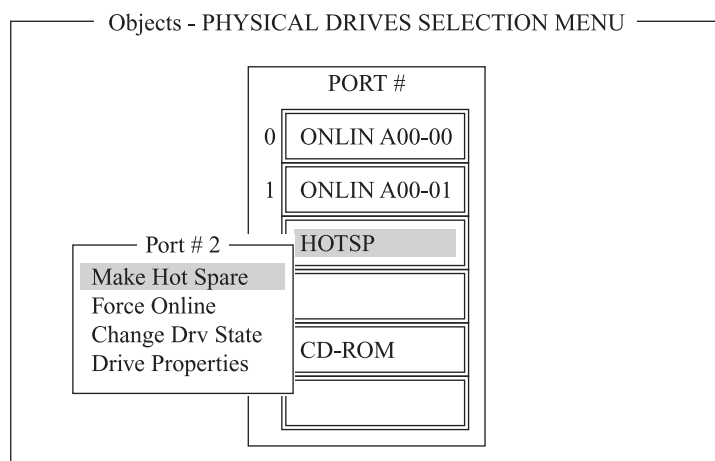 Objects - PHYSICAL DRIVES SELECTION MENU
PORT #
0 ONLIN A00-00
1 ONLIN A00-01
HOTSP
Port # 2
Make Hot Spare
Force Online
Change Drv State
Drive Properties
CD-ROM